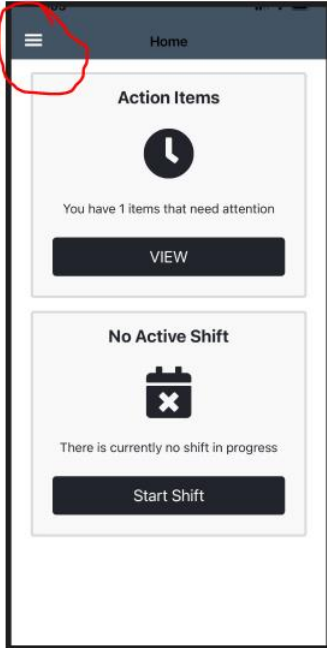 Home
Action Items
You have 1 items that need attention
VIEW
No Active Shift
There is currently no shift in progress
Start Shift